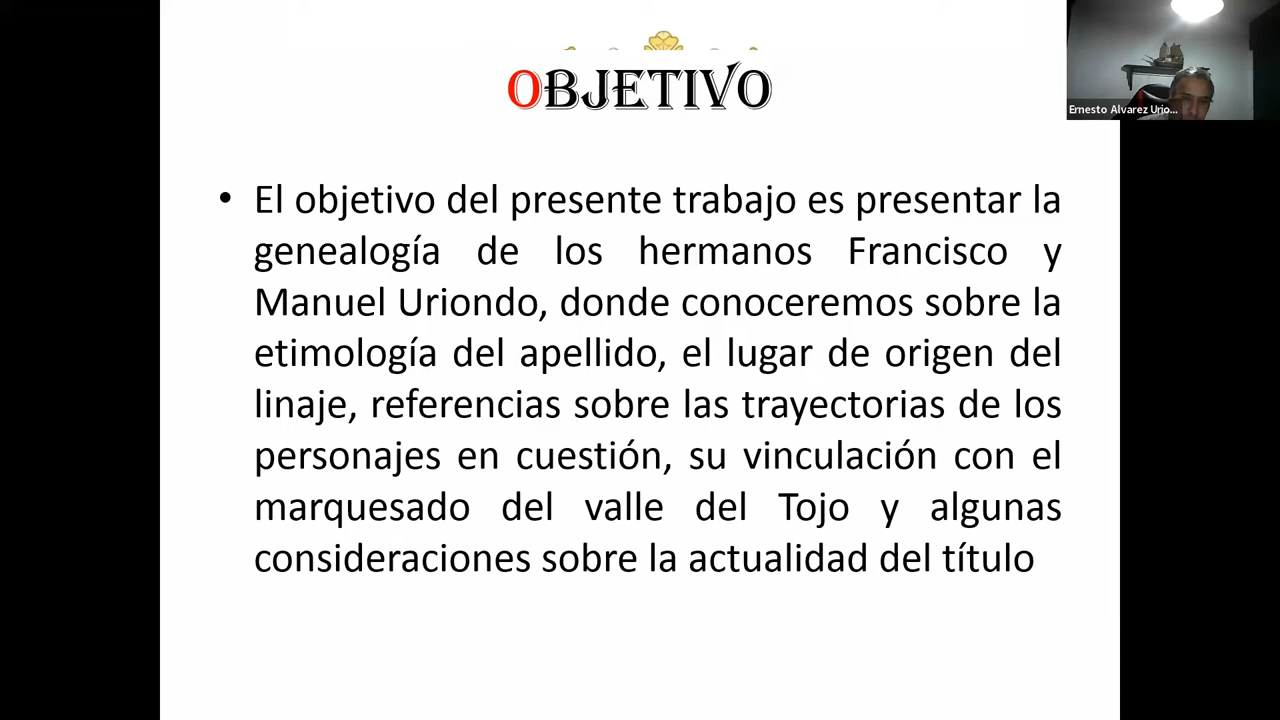 OBJETIVO
Ernesto Alvarez Urio...
• El objetivo del presente trabajo es presentar la
genealogía de los hermanos Francisco y
Manuel Uriondo, donde conoceremos sobre la
etimología del apellido, el lugar de origen del
linaje, referencias sobre las trayectorias de los
personajes en cuestión, su vinculación con el
marquesado del valle del Tojo y algunas
consideraciones sobre la actualidad del título